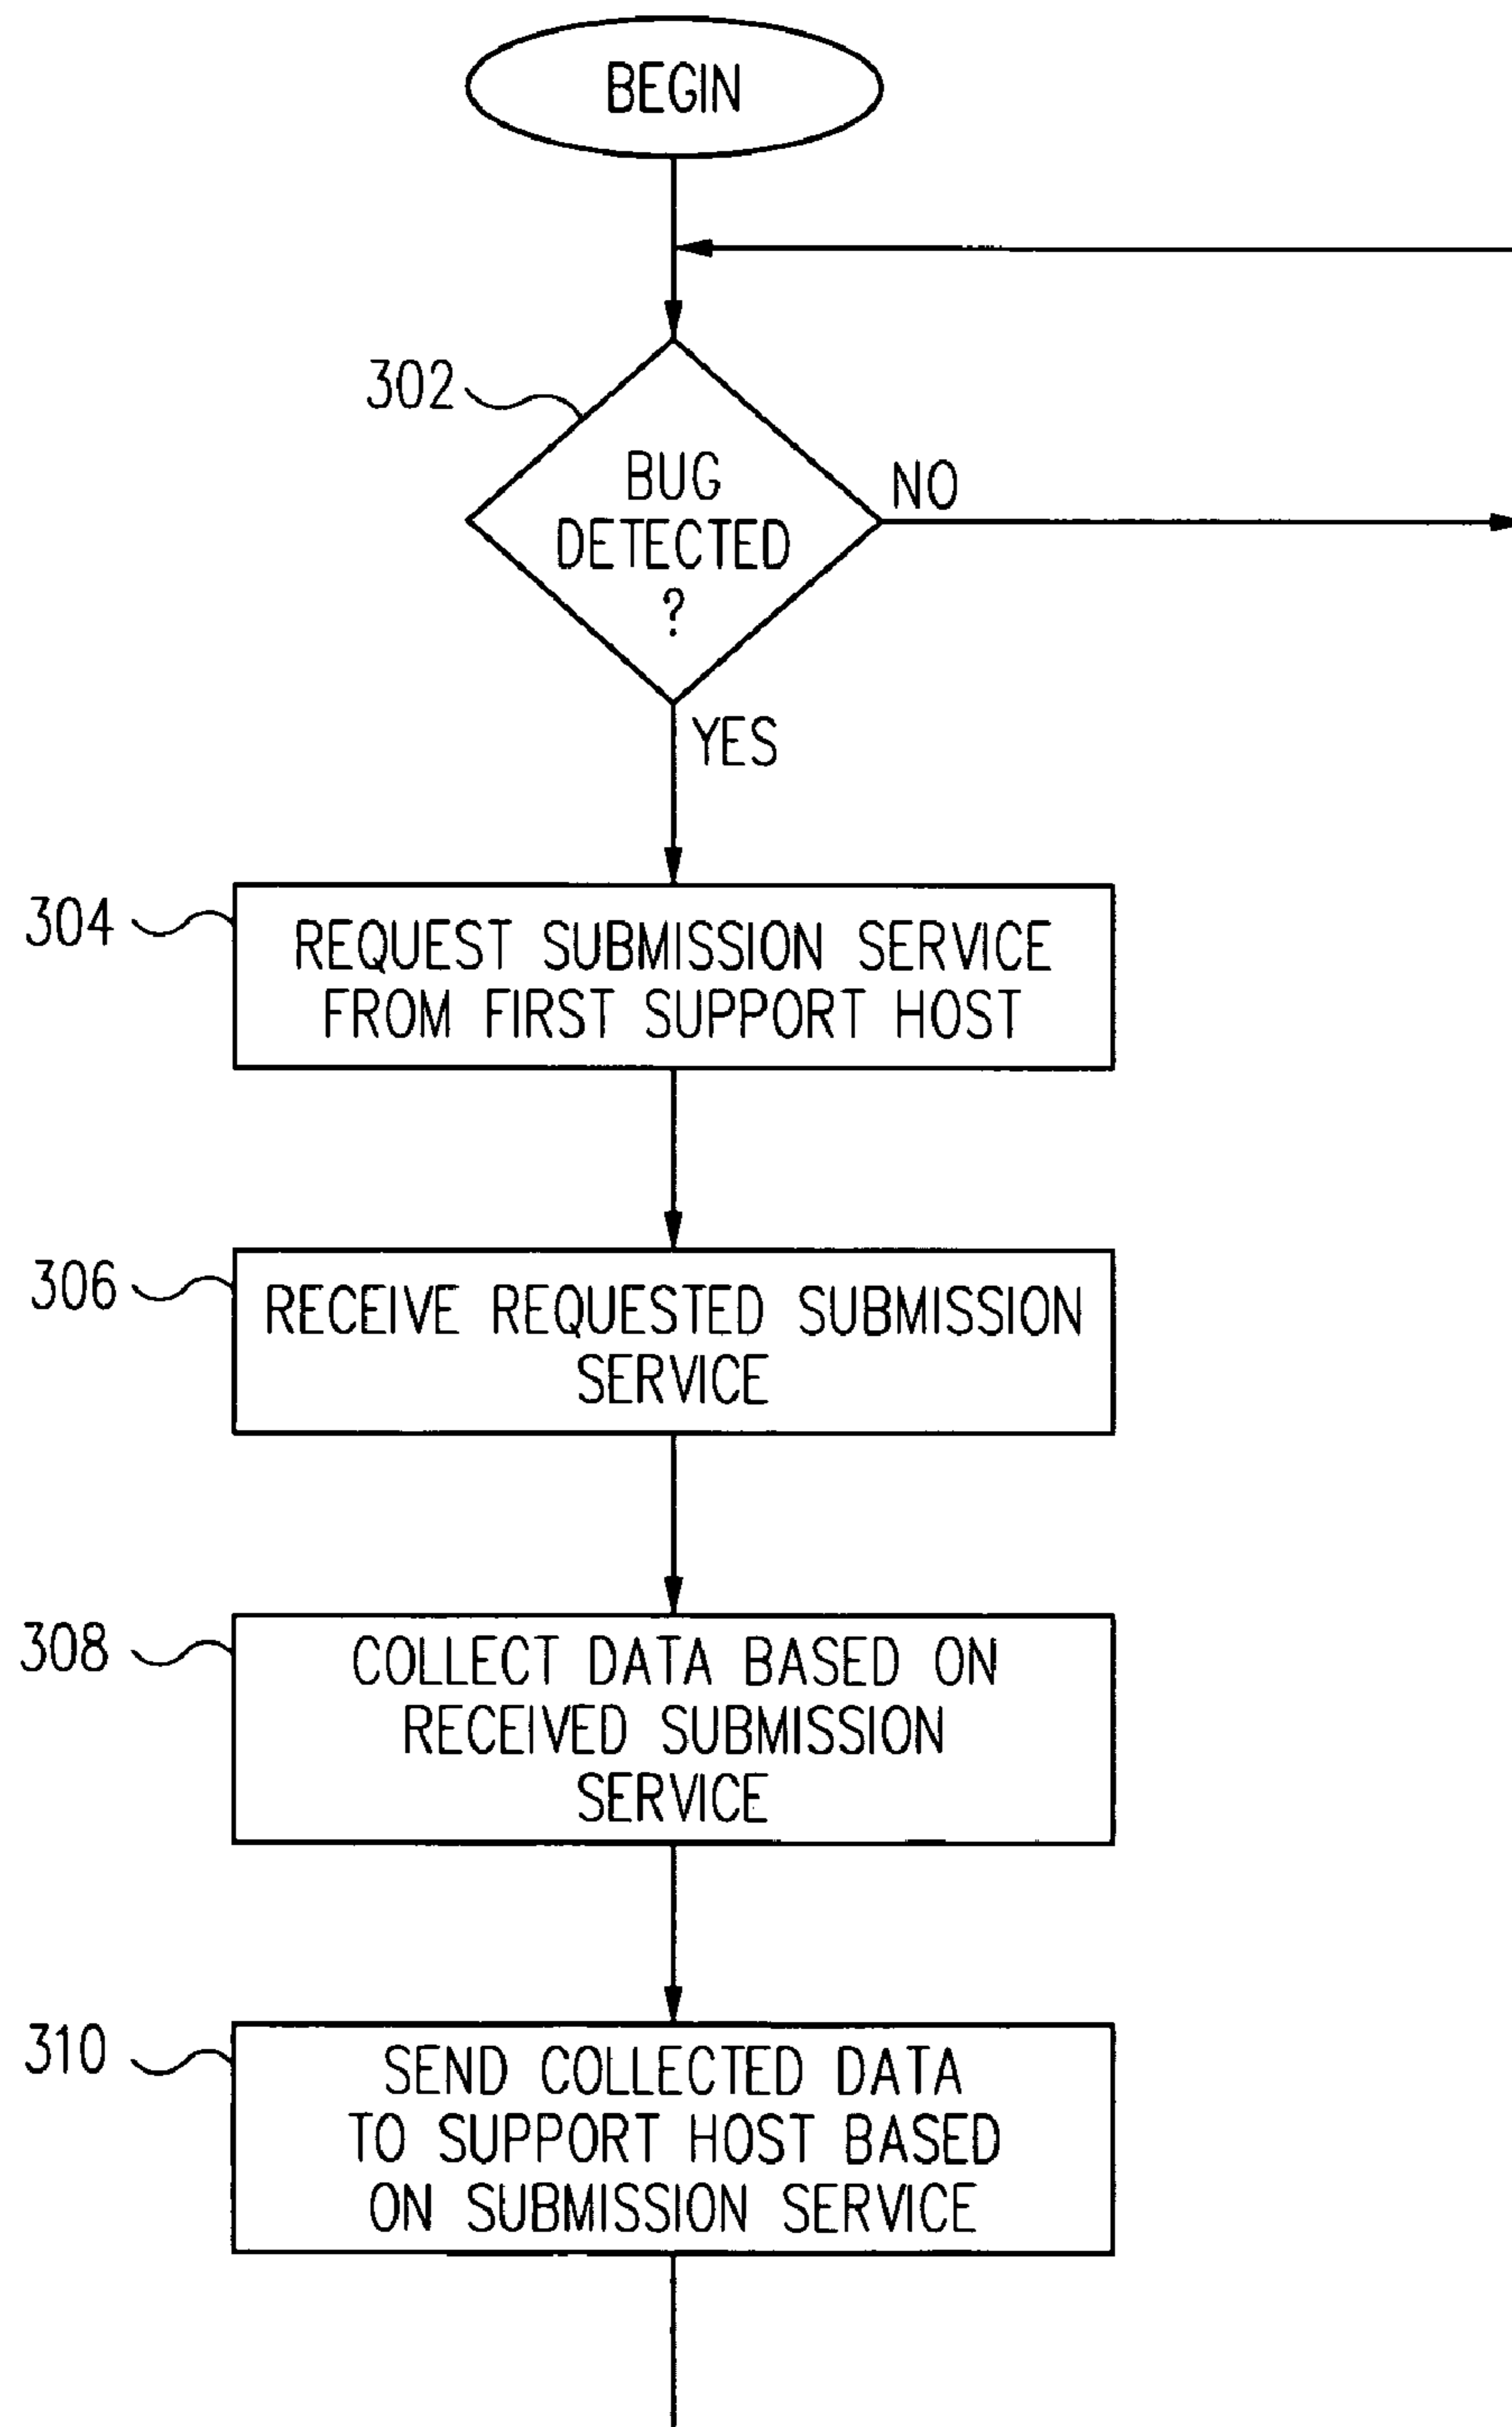 BEGIN
302
BUG
DETECTED
?
NO
YES
304
REQUEST SUBMISSION SERVICE
FROM FIRST SUPPORT HOST
306
RECEIVE REQUESTED SUBMISSION
SERVICE
308
COLLECT DATA BASED ON
RECEIVED SUBMISSION
SERVICE
310
SEND COLLECTED DATA
TO SUPPORT HOST BASED
ON SUBMISSION SERVICE